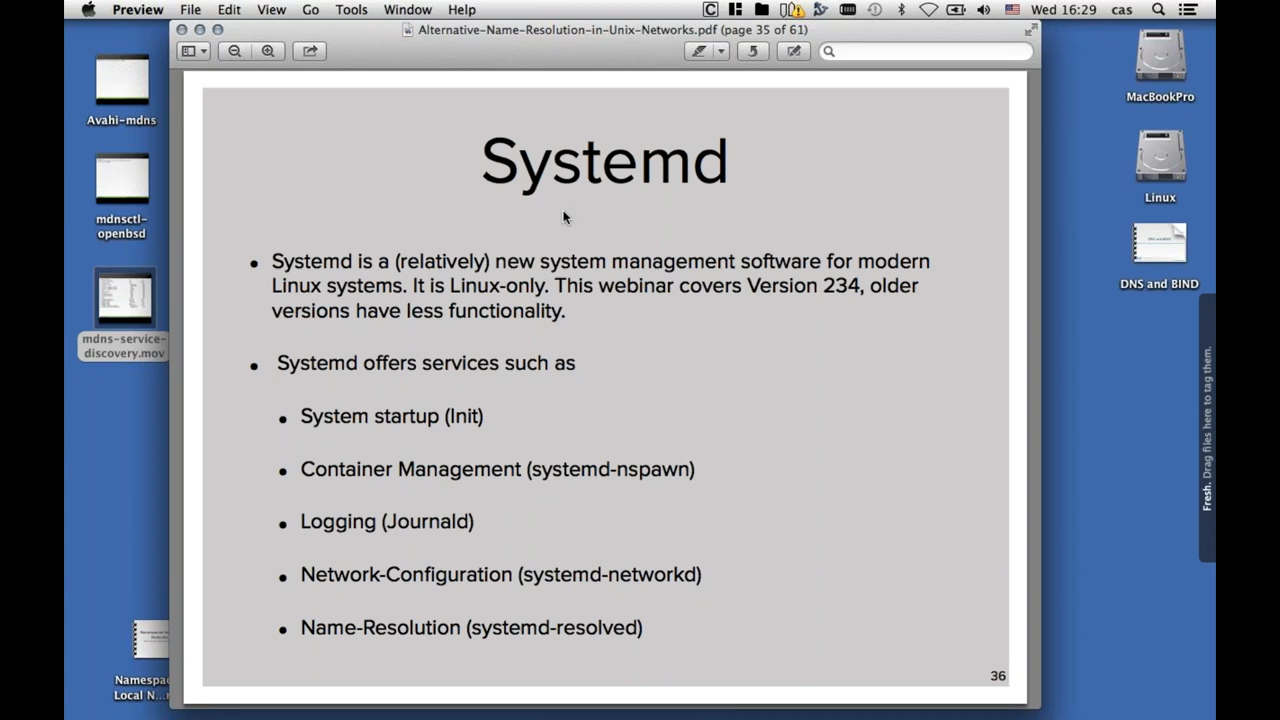 Preview File Edit View Go Tools Window Help Wed 16:29 cas
Alternative-Name-Resolution-in-Unix-Networks.pdf (page 35 of 61)
Avahi-mdns
mdnsctl-
openbsd
mdns-service-
discovery.mov
Namespac
Local N...
Systemd
• Systemd is a (relatively) new system management software for modern
Linux systems. It is Linux-only. This webinar covers Version 234, older
versions have less functionality.
• Systemd offers services such as
• System startup (Init)
• Container Management (systemd-nspawn)
• Logging (Journald)
• Network-Configuration (systemd-networkd)
• Name-Resolution (systemd-resolved)
36
MacBookPro
Linux
DNS and BIND
Fresh. Drag files here to tag them.